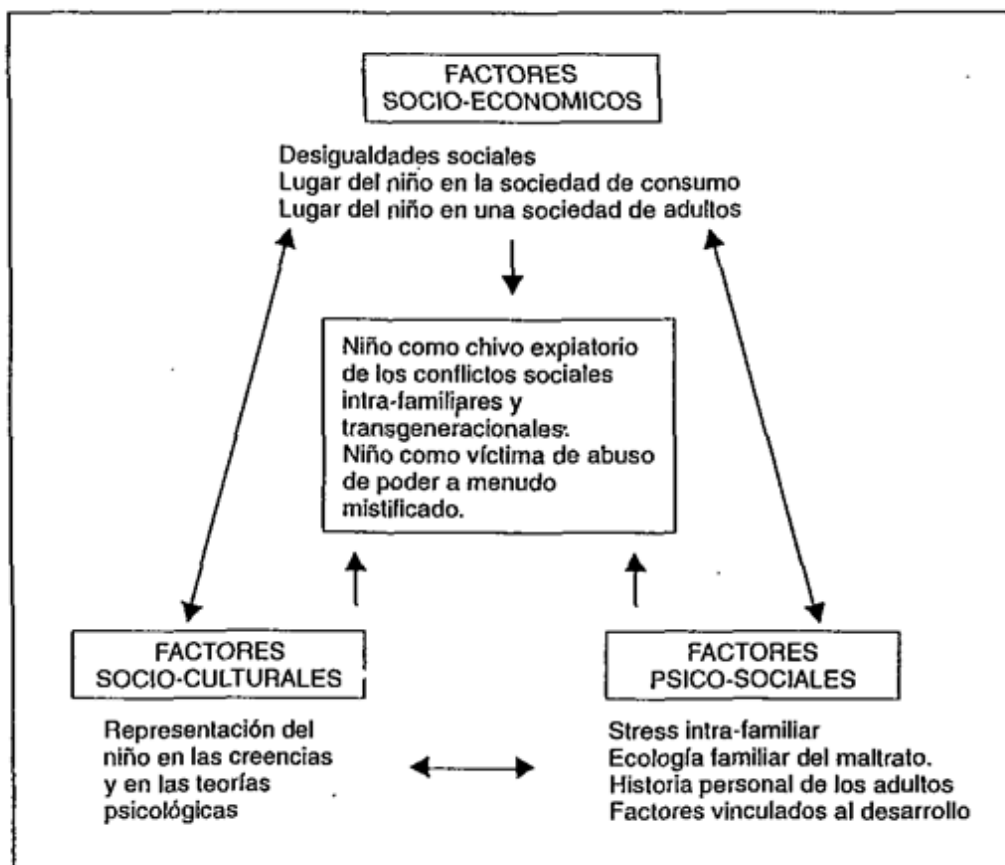 FACTORES
SOCIO-ECONOMICOS
Desigualdades sociales
Lugar del niño en la sociedad de consumo
Lugar del niño en una sociedad de adultos
Niño como chivo expiatorio
de los conflictos sociales
intra-familiares y
transgeneracionales.
Niño como víctima de abuso
de poder a menudo
mistificado.
FACTORES
SOCIO-CULTURALES
Representación del
niño en las creencias
y en las teorías
psicológicas
FACTORES
PSICO-SOCIALES
Stress intra-familiar
Ecología familiar del maltrato.
Historia personal de los adultos
Factores vinculados al desarrollo